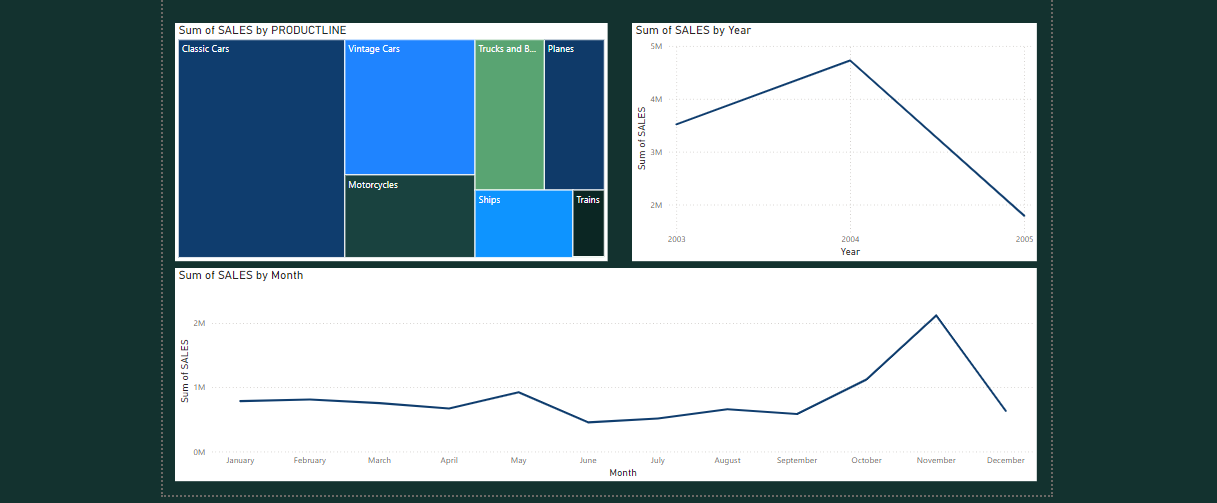 Sum of SALES by PRODUCTLINE
Classic Cars
Vintage Cars
Trucks and B...
Planes
Motorcycles
Ships
Trains
Sum of SALES by Year
Sum of SALES
5M
4M
3M
2M
2003
2004
2005
Year
Sum of SALES by Month
Sum of SALES
2M
1M
0M
January
February
March
April
May
June
July
August
September
October
November
December
Month